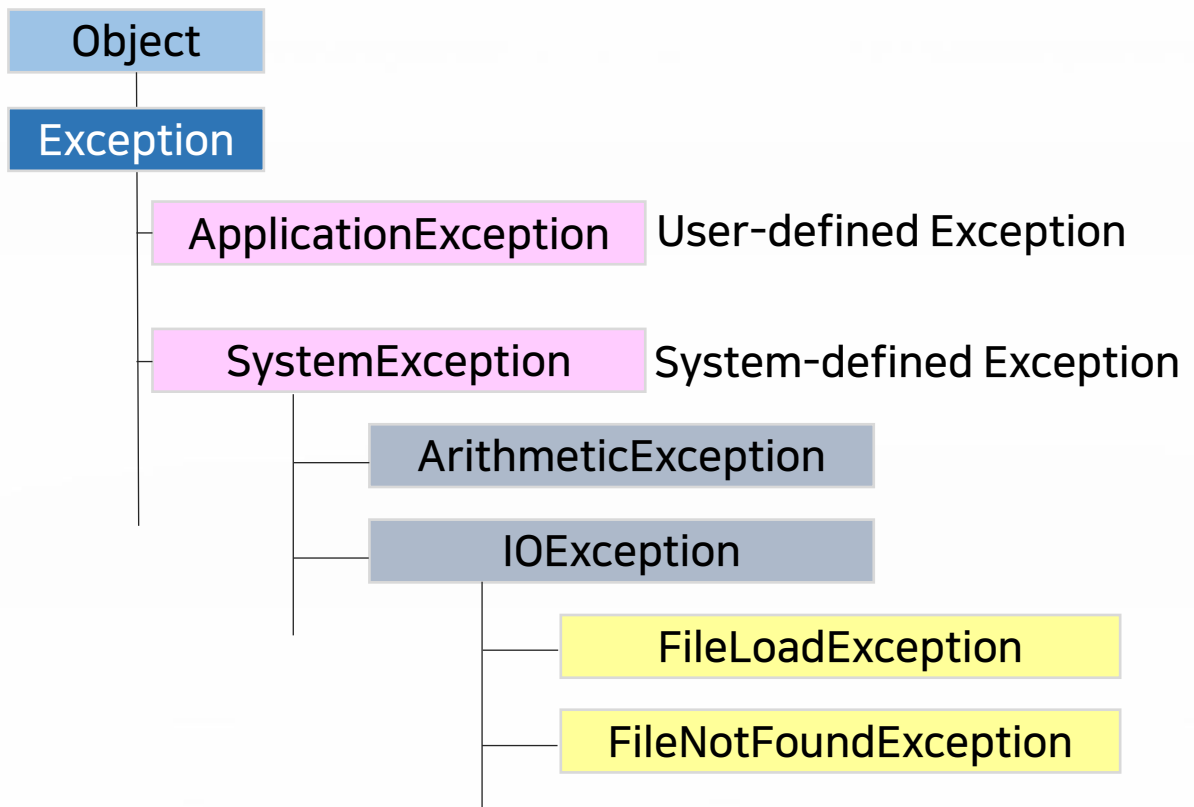 Object
Exception
ApplicationException User-defined Exception
SystemException System-defined Exception
ArithmeticException
IOException
FileLoadException
FileNotFoundException